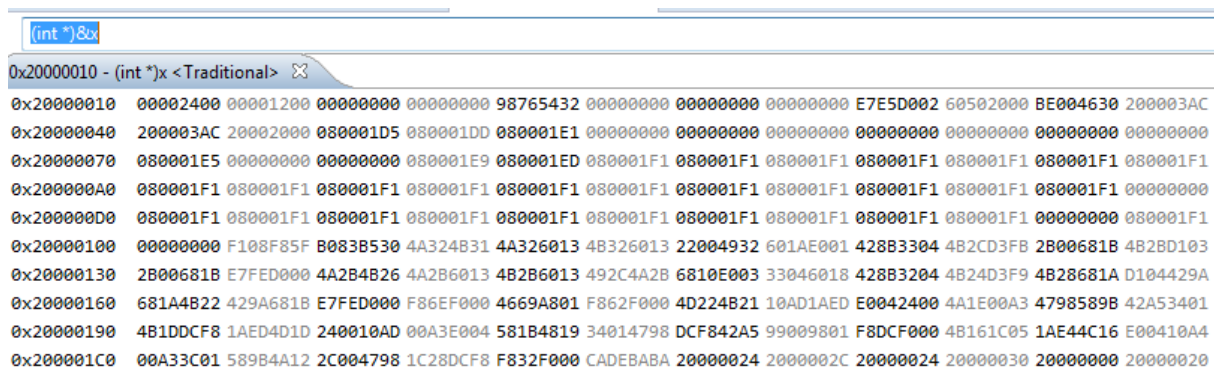 (int *)&x
0x20000010 - (int *)x <Traditional>
0x20000010 00002400 00001200 00000000 00000000 98765432 00000000 00000000 00000000 E7E5D002 60502000 BE004630 200003AC
0x20000040 200003AC 20002000 080001D5 080001DD 080001E1 00000000 00000000 00000000 00000000 00000000 00000000 00000000
0x20000070 080001E5 00000000 00000000 080001E9 080001ED 080001F1 080001F1 080001F1 080001F1 080001F1 080001F1 080001F1
0x200000A0 080001F1 080001F1 080001F1 080001F1 080001F1 080001F1 080001F1 080001F1 080001F1 080001F1 080001F1 00000000
0x200000D0 080001F1 080001F1 080001F1 080001F1 080001F1 080001F1 080001F1 080001F1 080001F1 080001F1 00000000 080001F1
0x20000100 00000000 F108F85F B083B530 4A324B31 4A326013 4B326013 22004932 601AE001 428B3304 4B2CD3FB 2B00681B 4B2BD103
0x20000130 2B00681B E7FED000 4A2B4B26 4A2B6013 4B2B6013 492C4A2B 6810E003 33046018 428B3204 4B24D3F9 4B28681A D104429A
0x20000160 681A4B22 429A681B E7FED000 F86EF000 4669A801 F862F000 4D224B21 10AD1AED E0042400 4A1E00A3 4798589B 42A53401
0x20000190 4B1DDCF8 1AED4D1D 240010AD 00A3E004 581B4819 34014798 DCF842A5 99009801 F8DCF000 4B161C05 1AE44C16 E00410A4
0x200001C0 00A33C01 589B4A12 2C004798 1C28DCF8 F832F000 CADEBABA 20000024 2000002C 20000024 20000030 20000000 20000020